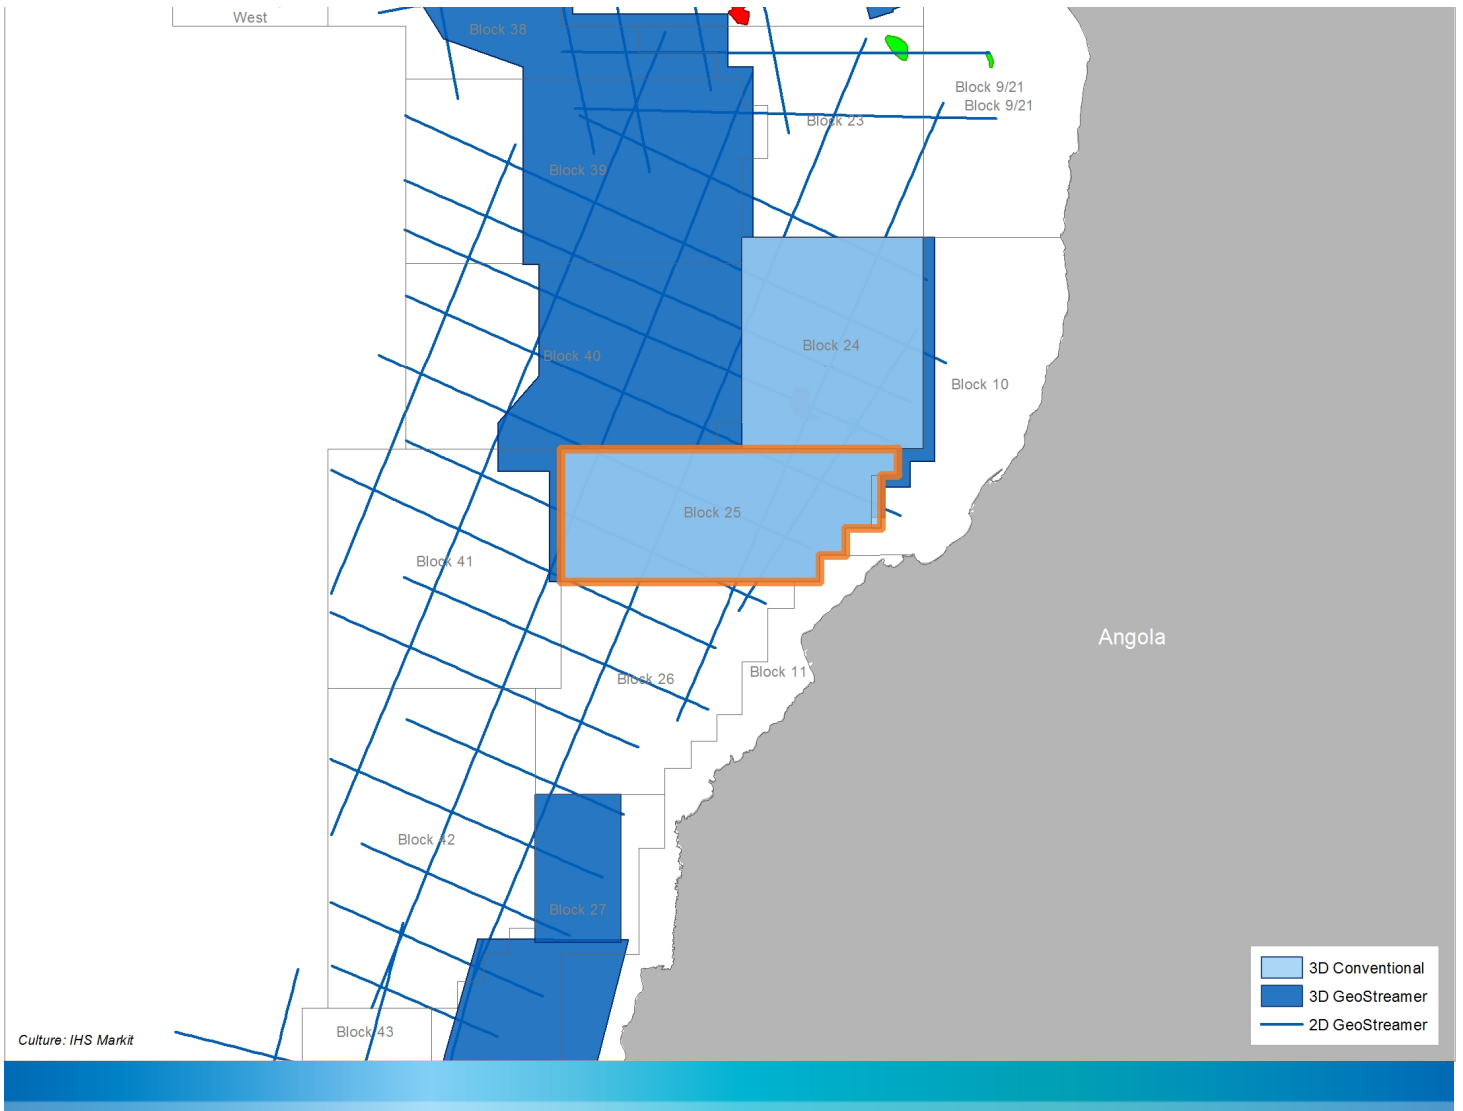 West
Block 38
Block 9/21
Block 9/21
Block 23
Block 39
Block 24
Block 40
Block 10
Block 25
Block 41
Angola
Block 11
Block 26
Block 42
Block 27
3D Conventional
3D GeoStreamer
2D GeoStreamer
Block 43
Culture: IHS Markit